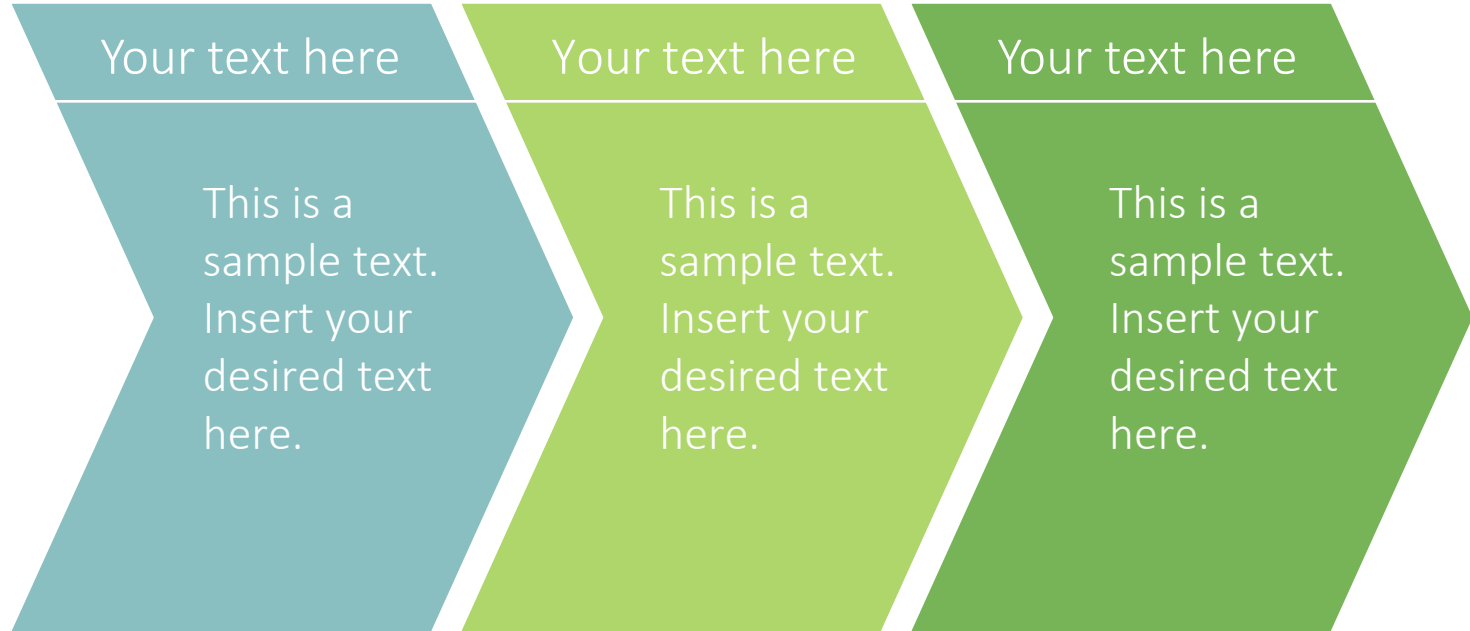 Your text here
This is a
sample text.
Insert your
desired text
here.
Your text here
This is a
sample text.
Insert your
desired text
here.
Your text here
This is a
sample text.
Insert your
desired text
here.